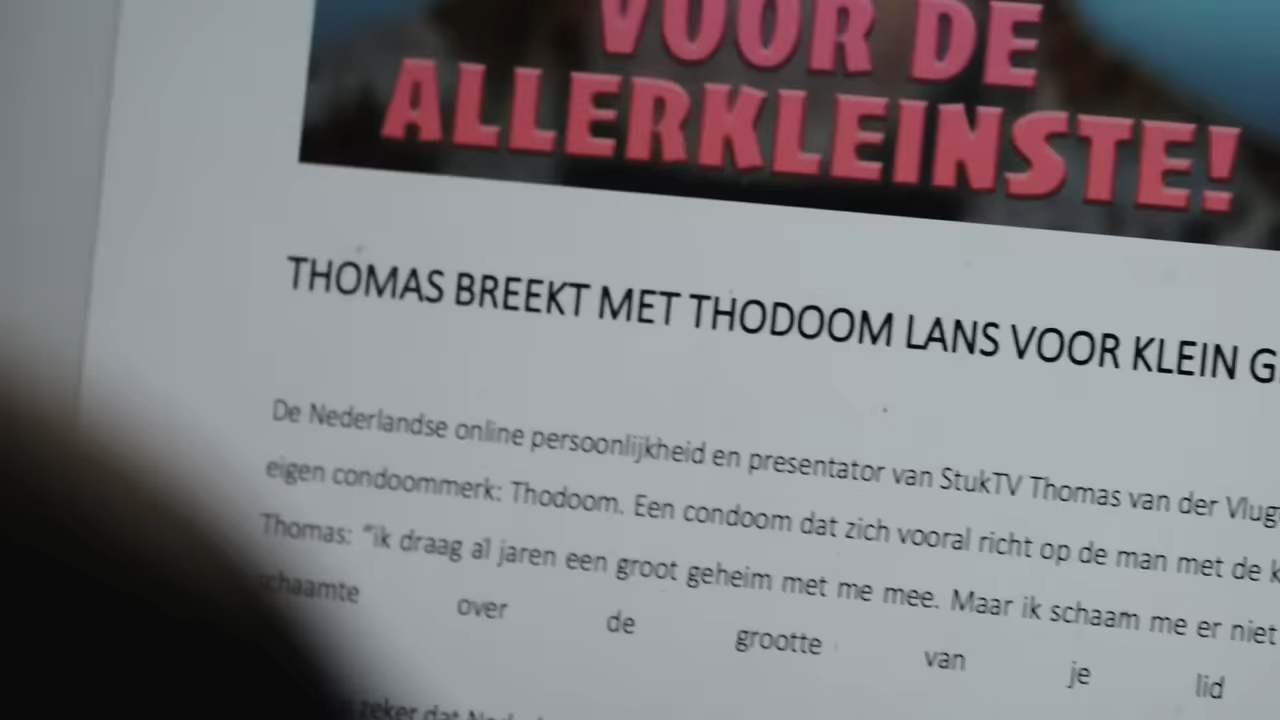 VOOR DE
ALLERKLEINSTE!
THOMAS BREEKT MET THODOOM LANS VOOR KLEIN
De Nederlandse online persoonlijkheid en presentator van StukTV Thomas van der
eigen condoommerk: Thodoom. Een condoom dat zich vooral richt op de man met de
Thomas: "ik draag al jaren een groot geheim met me mee. Maar ik schaam me er niet
schaamte over de grootte van je lid
zeker dat